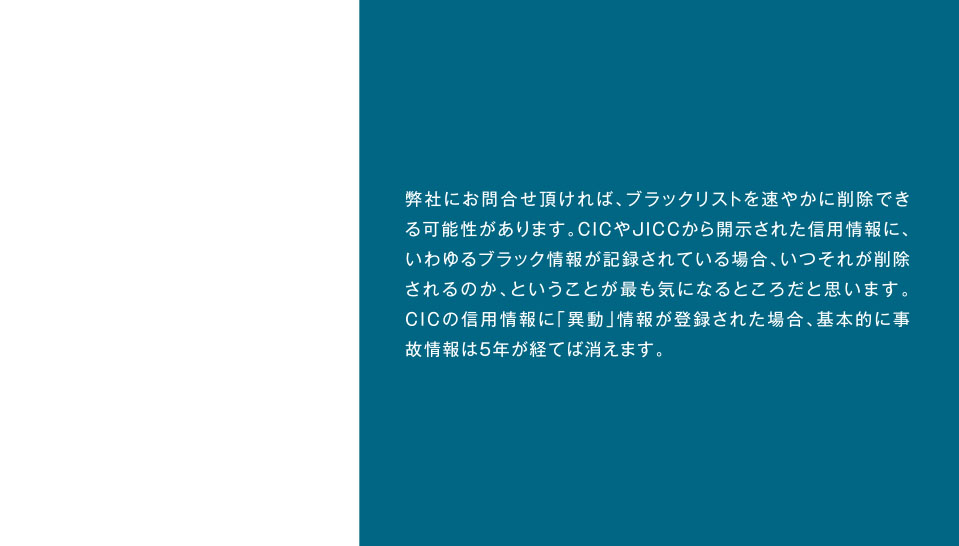 弊社にお問合せ頂ければ、ブラックリストを速やかに削除でき
る可能性があります。CICやJICCから開示された信用情報に、
いわゆるブラック情報が記録されている場合、いつそれが削除
されるのか、ということが最も気になるところだと思います。
CICの信用情報に「異動」情報が登録された場合、基本的に事
故情報は5年が経てば消えます。